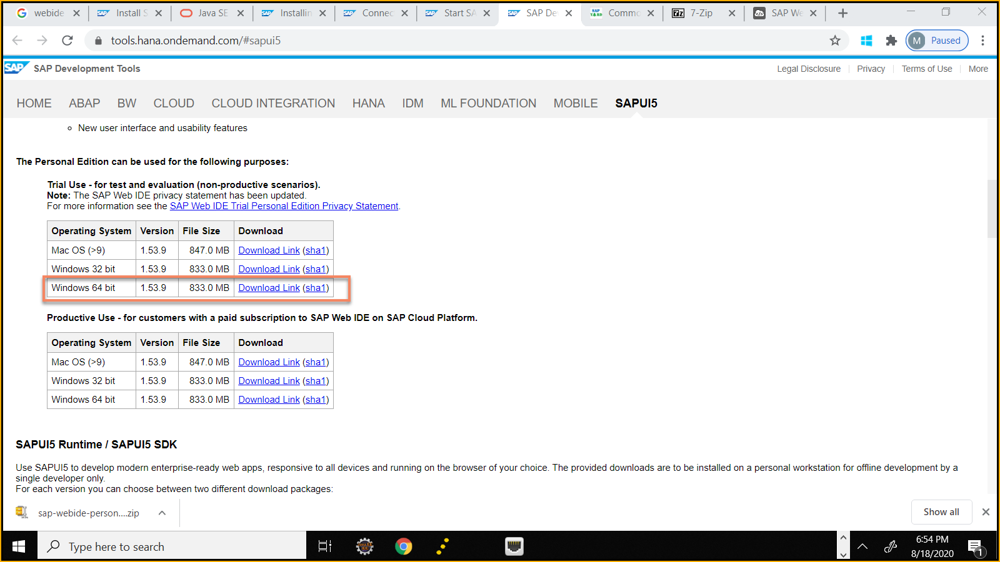 webide
Install S
Java SE
Installin
Connec
Start SA
SAP De
Commo
7-Zip
SAP We
tools.hana.ondemand.com/#sapui5
M Paused
SAP SAP Development Tools
Legal Disclosure Privacy Terms of Use More
HOME ABAP BW CLOUD CLOUD INTEGRATION HANA IDM ML FOUNDATION MOBILE SAPUI5
New user interface and usability features
The Personal Edition can be used for the following purposes:
Trial Use - for test and evaluation (non-productive scenarios).
Note: The SAP Web IDE privacy statement has been updated.
For more information see the SAP Web IDE Trial Personal Edition Privacy Statement.
Operating System Version File Size Download
Mac OS (>9) 1.53.9 847.0 MB Download Link (sha1)
Windows 32 bit 1.53.9 833.0 MB Download Link (sha1)
Windows 64 bit 1.53.9 833.0 MB Download Link (sha1)
Productive Use - for customers with a paid subscription to SAP Web IDE on SAP Cloud Platform.
Operating System Version File Size Download
Mac OS (>9) 1.53.9 847.0 MB Download Link (sha1)
Windows 32 bit 1.53.9 833.0 MB Download Link (sha1)
Windows 64 bit 1.53.9 833.0 MB Download Link (sha1)
SAPUI5 Runtime / SAPUI5 SDK
Use SAPUI5 to develop modern enterprise-ready web apps, responsive to all devices and running on the browser of your choice. The provided downloads are to be installed on a personal workstation for offline development by a
single developer only.
For each version you can choose between two different download packages:
sap-webide-person....zip
Show all
Type here to search
6:54 PM
8/18/2020
1